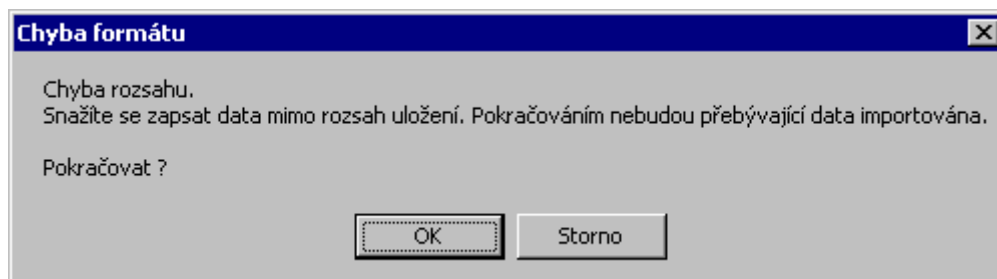 Chyba formátu
Chyba rozsahu.
Snažíte se zapsat data mimo rozsah uložení. Pokračováním nebudou přebývající data importována.
Pokračovat ?
OK
Storno